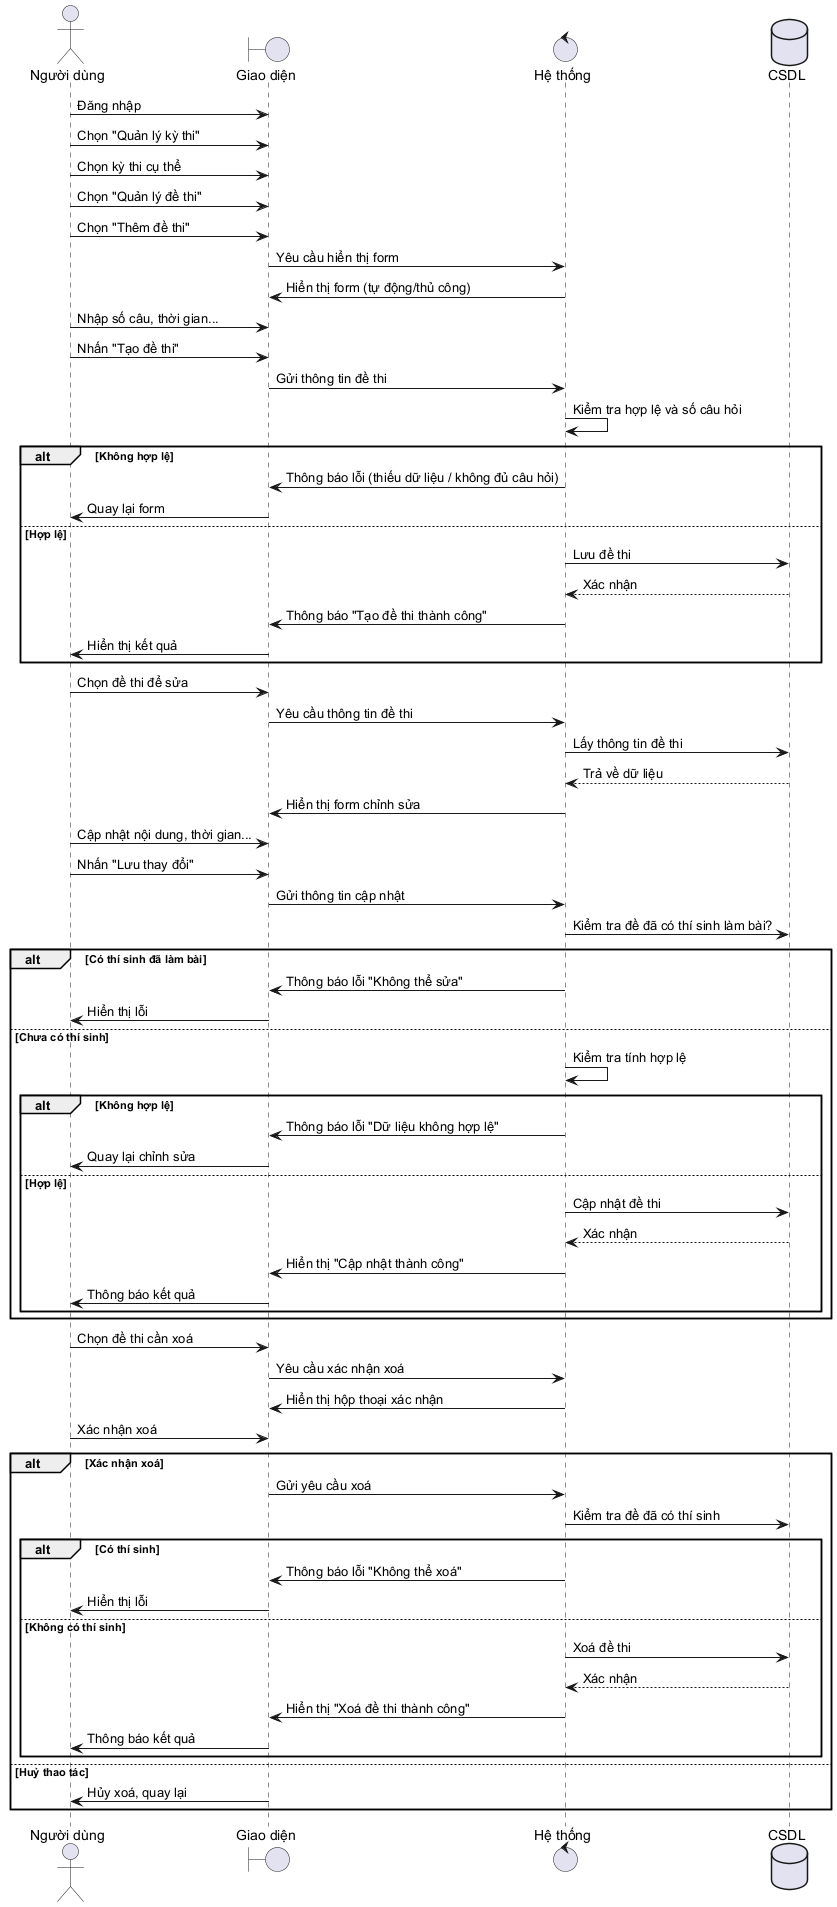 Người dùng
Giao diện
Hệ thống
CSDL
Đăng nhập
Chọn "Quản lý kỳ thi"
Chọn kỳ thi cụ thể
Chọn "Quản lý đề thi"
Chọn "Thêm đề thi"
Yêu cầu hiển thị form
Hiển thị form (tự động/thủ công)
Nhập số câu, thời gian...
Nhấn "Tạo đề thi"
Gửi thông tin đề thi
Kiểm tra hợp lệ và số câu hỏi
alt [Không hợp lệ]
Thông báo lỗi (thiếu dữ liệu / không đủ câu hỏi)
Quay lại form
[Hợp lệ]
Lưu đề thi
Xác nhận
Thông báo "Tạo đề thi thành công"
Hiển thị kết quả
Chọn đề thi để sửa
Yêu cầu thông tin đề thi
Lấy thông tin đề thi
Trả về dữ liệu
Hiển thị form chỉnh sửa
Cập nhật nội dung, thời gian...
Nhấn "Lưu thay đổi"
Gửi thông tin cập nhật
Kiểm tra đề đã có thí sinh làm bài?
alt [Có thí sinh đã làm bài]
Thông báo lỗi "Không thể sửa"
Hiển thị lỗi
[Chưa có thí sinh]
Kiểm tra tính hợp lệ
alt [Không hợp lệ]
Thông báo lỗi "Dữ liệu không hợp lệ"
Quay lại chỉnh sửa
[Hợp lệ]
Cập nhật đề thi
Xác nhận
Hiển thị "Cập nhật thành công"
Thông báo kết quả
Chọn đề thi cần xoá
Yêu cầu xác nhận xoá
Hiển thị hộp thoại xác nhận
Xác nhận xoá
alt [Xác nhận xoá]
Gửi yêu cầu xoá
Kiểm tra đề đã có thí sinh
alt [Có thí sinh]
Thông báo lỗi "Không thể xoá"
Hiển thị lỗi
[Không có thí sinh]
Xoá đề thi
Xác nhận
Hiển thị "Xoá đề thi thành công"
Thông báo kết quả
[Huỷ thao tác]
Hủy xoá, quay lại
Người dùng
Giao diện
Hệ thống
CSDL